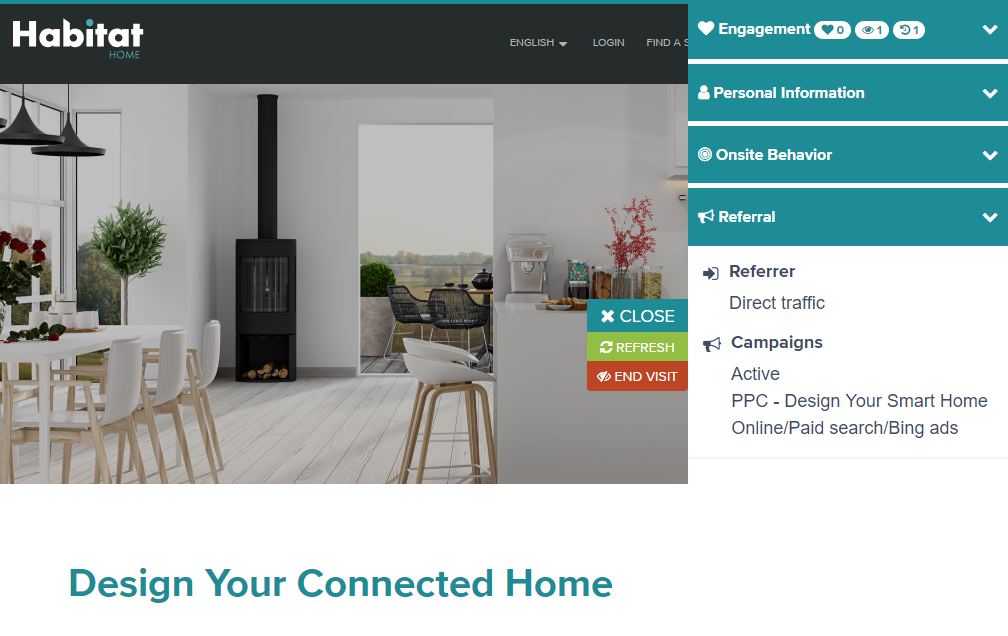 Habitat
HOME
ENGLISH
LOGIN
FIND A S
Engagement 0 1 1
Personal Information
Onsite Behavior
Referral
Referrer
Direct traffic
Campaigns
Active
PPC - Design Your Smart Home
Online/Paid search/Bing ads
CLOSE
REFRESH
END VISIT
Design Your Connected Home